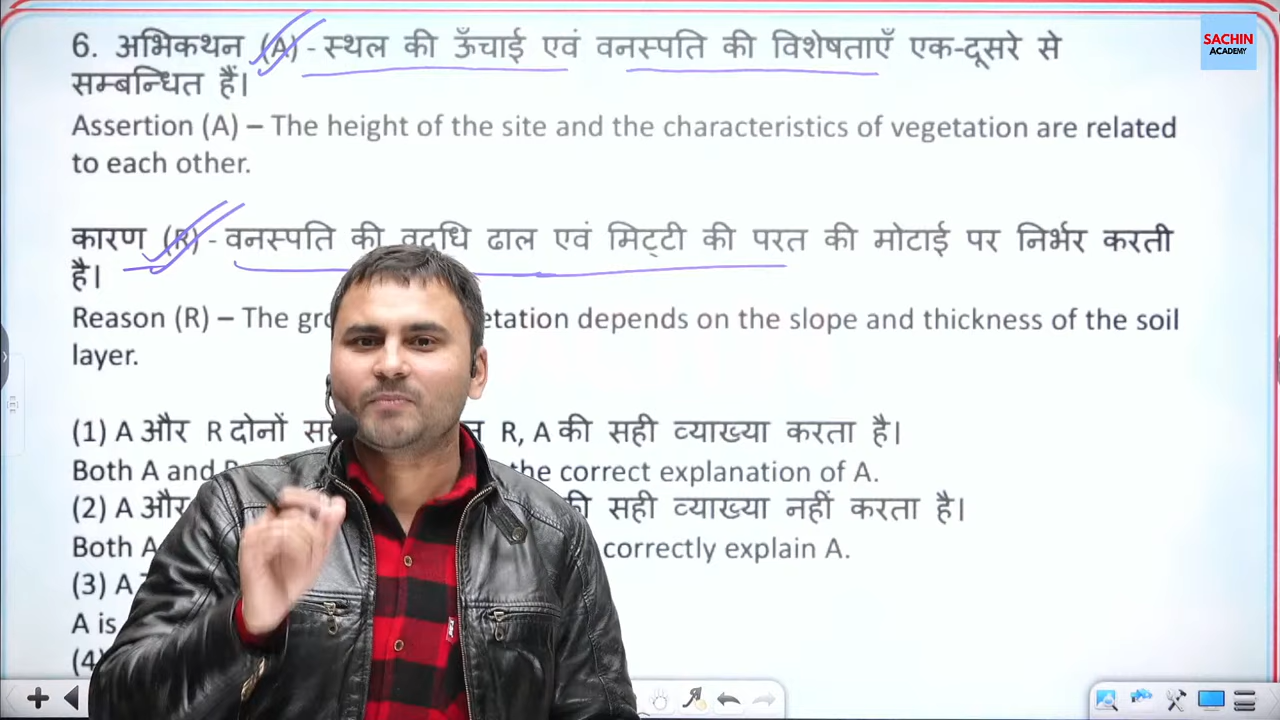 SACHIN
ACADEMY
6. अभिकथन (A) - स्थल की ऊँचाई एवं वनस्पति की विशेषताएँ एक-दूसरे से
सम्बन्धित हैं।
Assertion (A) – The height of the site and the characteristics of vegetation are related
to each other.
कारण (R) - वनस्पति की वृद्धि ढाल एवं मिट्टी की परत की मोटाई पर निर्भर करती
है।
Reason (R) – The depends on the slope and thickness of the soil
layer.
(1) A और R दोनों R, A की सही व्याख्या करता है।
Both A and the correct explanation of A.
(2) A और सही व्याख्या नहीं करता है।
Both correctly explain A.
(3) A
A is
(4)